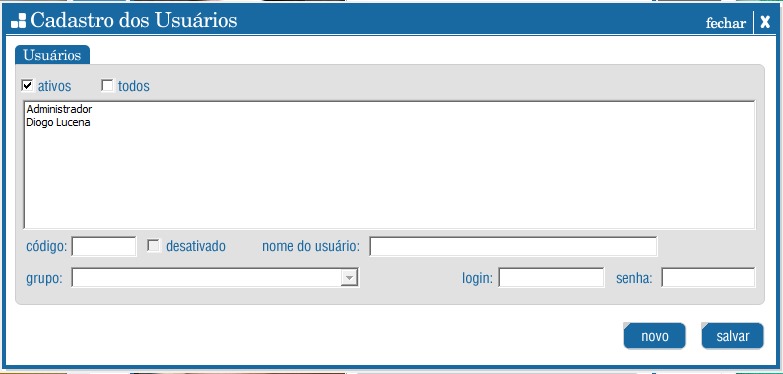 Cadastro dos Usuários
fechar X
Usuários
ativos todos
Administrador
Diogo Lucena
código: desativado nome do usuário:
grupo: login: senha:
novo salvar